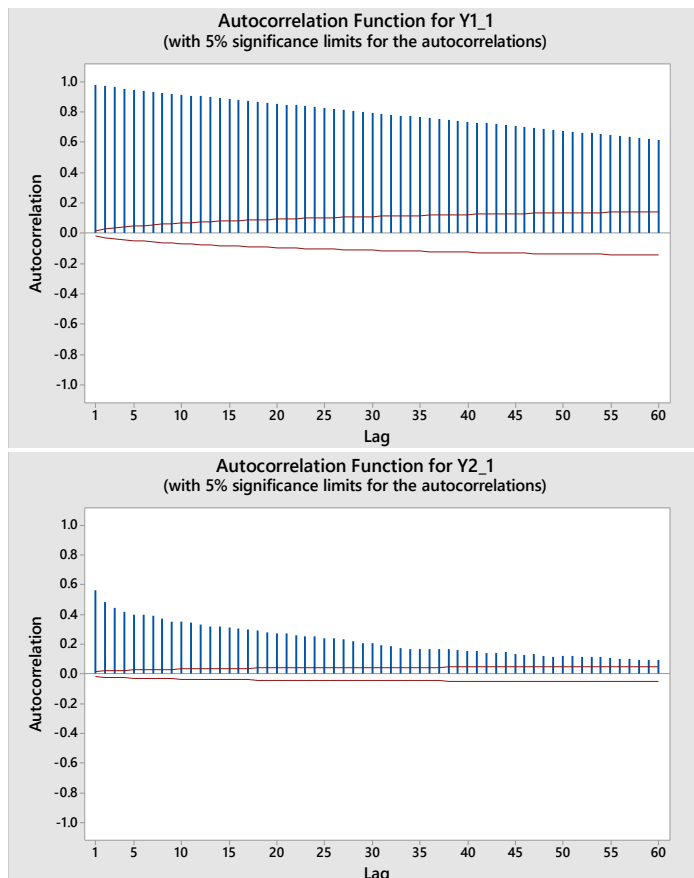 Autocorrelation Function for Y1_1
(with 5% significance limits for the autocorrelations)
1.0
0.8
0.6
0.4
0.2
0.0
-0.2
-0.4
-0.6
-0.8
-1.0
Autocorrelation
1 5 10 15 20 25 30 35 40 45 50 55 60
Lag
Autocorrelation Function for Y2_1
(with 5% significance limits for the autocorrelations)
1.0
0.8
0.6
0.4
0.2
0.0
-0.2
-0.4
-0.6
-0.8
-1.0
Autocorrelation
1 5 10 15 20 25 30 35 40 45 50 55 60
Lag